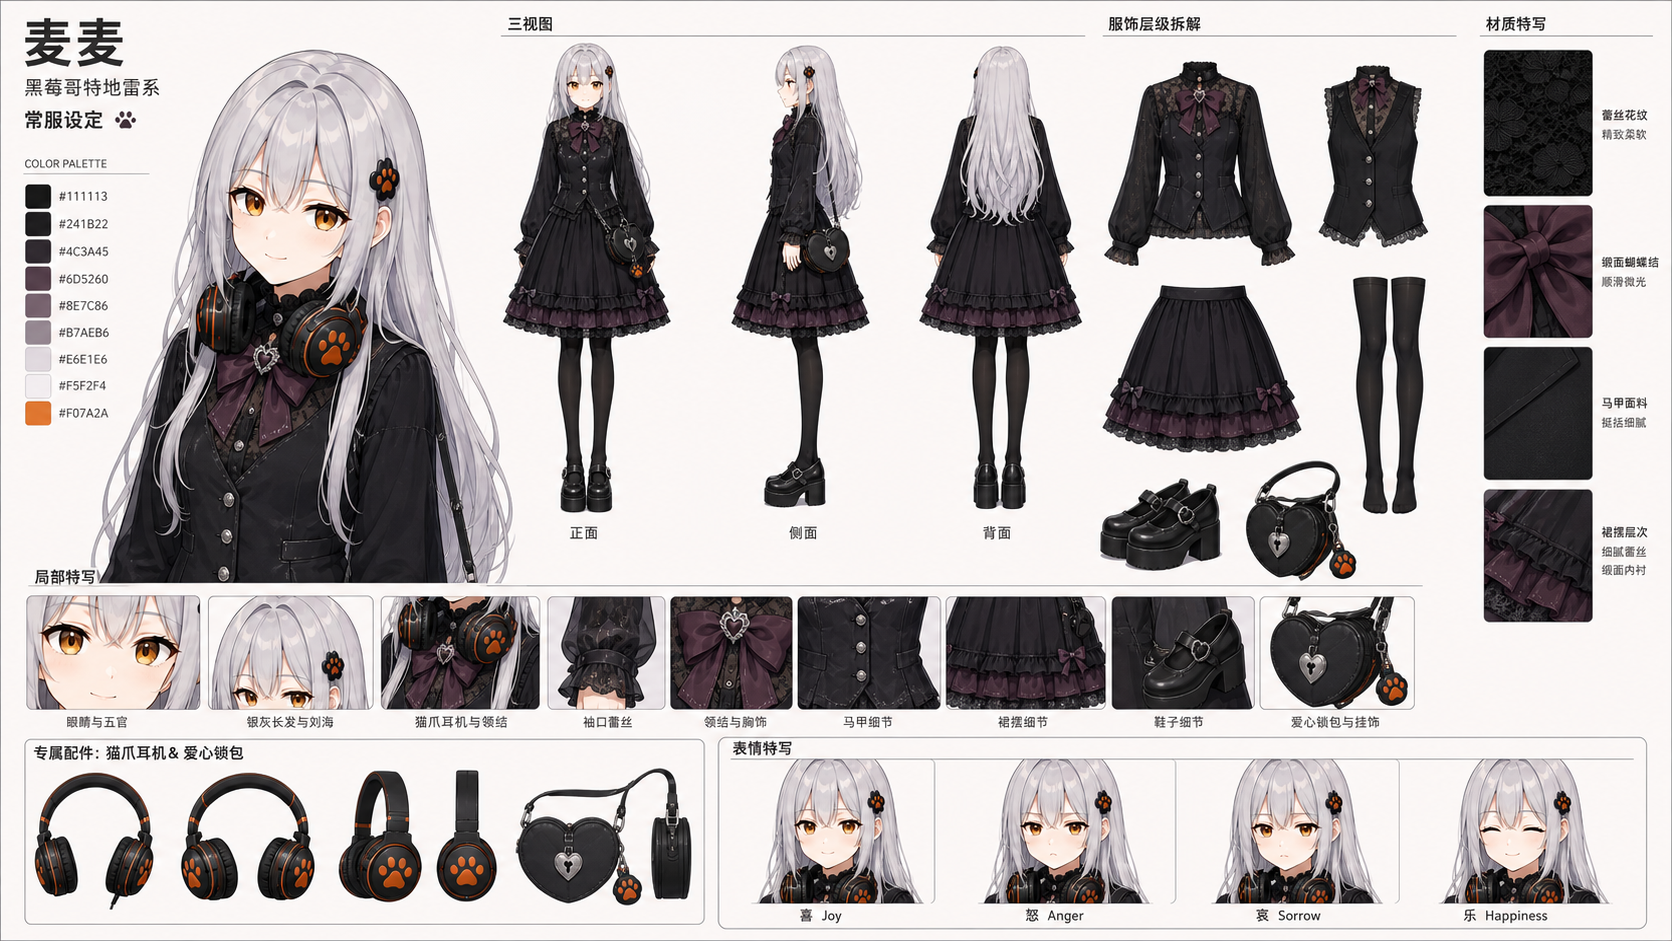 麦麦
黑莓哥特地雷系
常服设定
COLOR PALETTE
#111113
#241B22
#4C3A45
#6D5260
#8E7C86
#B7AEB6
#E6E1E6
#F5F2F4
#F07A2A
三视图
正面
侧面
背面
服饰层级拆解
材质特写
蕾丝花纹
精致柔软
缎面蝴蝶结
顺滑微光
马甲面料
挺括细腻
裙摆层次
细腻蕾丝
缎面内衬
局部特写
眼睛与五官
银灰长发与刘海
猫爪耳机与领结
袖口蕾丝
领结与胸饰
马甲细节
裙摆细节
鞋子细节
爱心锁包与挂饰
专属配件：猫爪耳机& 爱心锁包
表情特写
喜 Joy
怒 Anger
哀 Sorrow
乐 Happiness